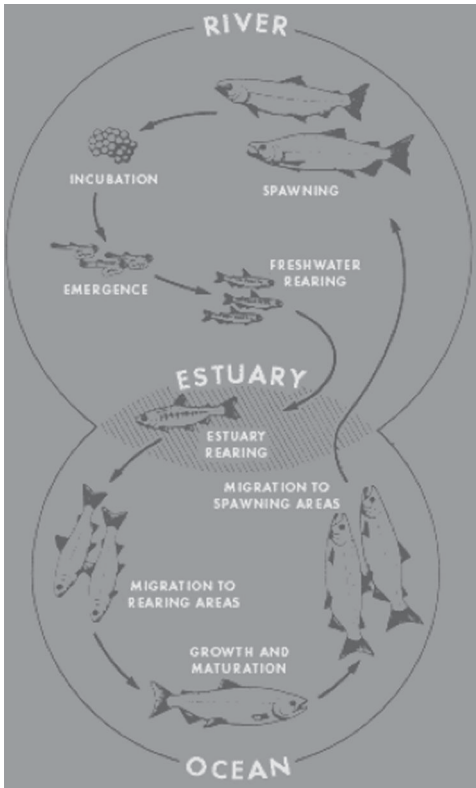 RIVER
INCUBATION
SPAWNING
EMERGENCE
FRESHWATER
REARING
ESTUARY
ESTUARY
REARING
MIGRATION TO
SPAWNING AREAS
MIGRATION TO
REARING AREAS
GROWTH AND
MATURATION
OCEAN